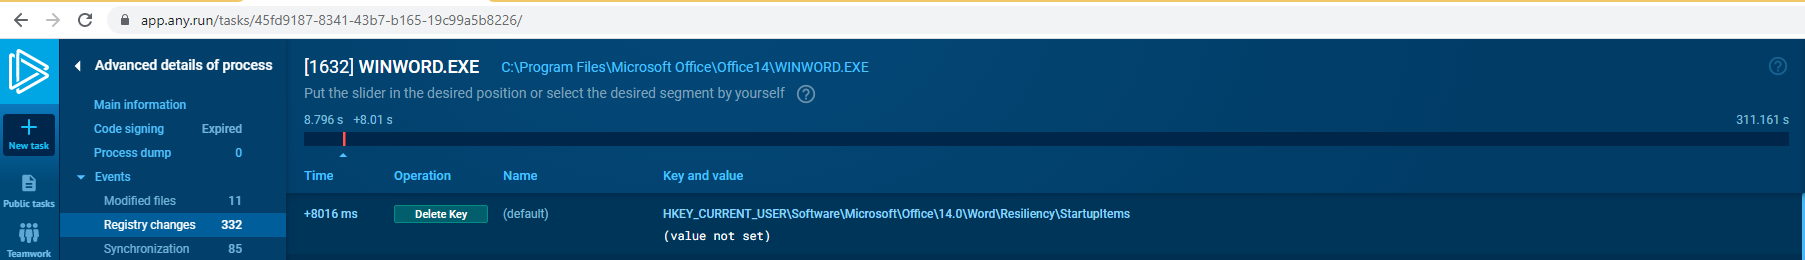 app.any.run/tasks/45fd9187-8341-43b7-b165-19c99a5b8226/
New task
Public tasks
Teamwork
Advanced details of process
Main information
Code signing Expired
Process dump 0
Events
Modified files 11
Registry changes 332
Synchronization 85
[1632] WINWORD.EXE C:\Program Files\Microsoft Office\Office14\WINWORD.EXE
Put the slider in the desired position or select the desired segment by yourself ?
8.796 s +8.01 s 311.161 s
Time Operation Name Key and value
+8016 ms Delete Key (default) HKEY_CURRENT_USER\Software\Microsoft\Office\14.0\Word\Resiliency\StartupItems
(value not set)